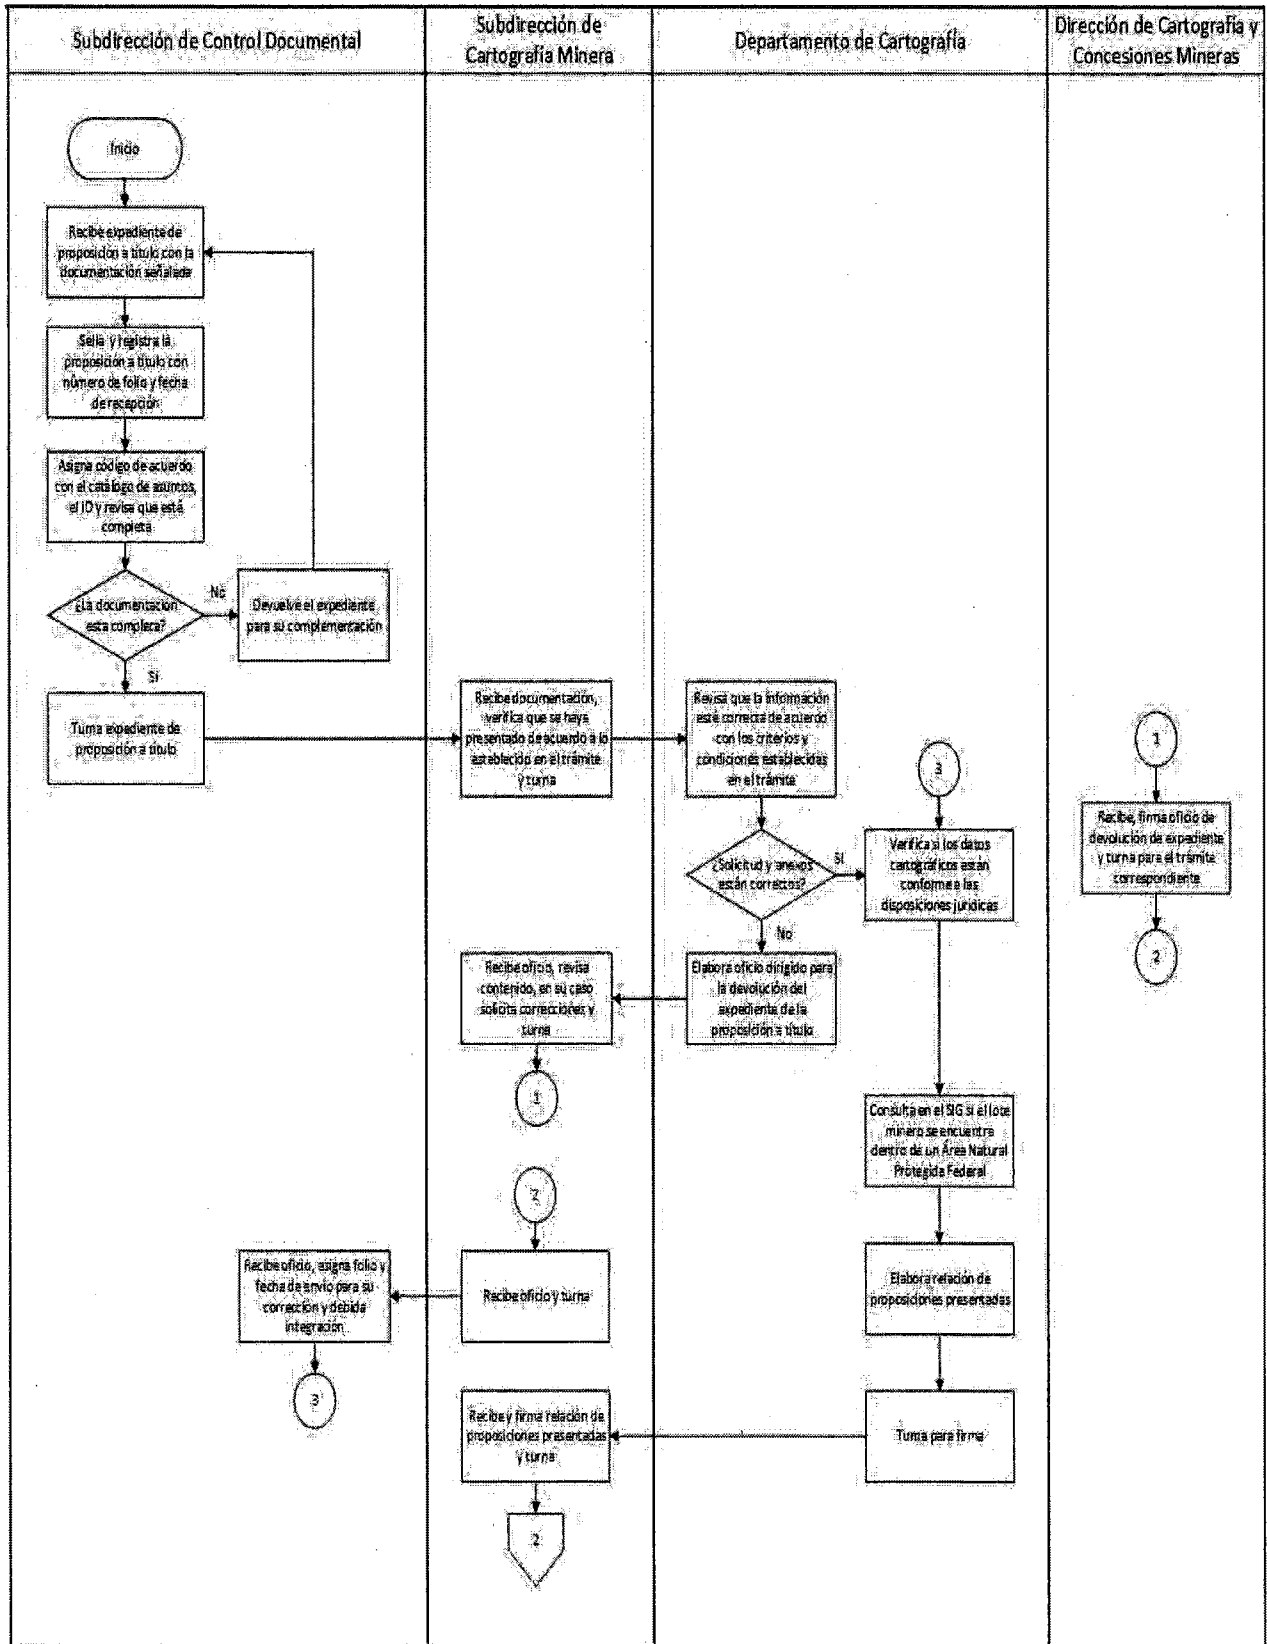 Subdirección de Control Documental
Subdirección de
Cartografía Minera
Departamento de Cartografía
Dirección de Cartografía y
Concesiones Mineras
Inicio
Recibe expediente de
proposición a título con la
documentación señalada
Sella y registra la
proposición a título con
número de folio y fecha
de recepción
Asigna código de acuerdo
con el catálogo de asuntos,
el ID y revisa que está
completa
¿La documentación
esta completa?
No
Devuelve el expediente
para su complementación
Si
Turna expediente de
proposición a título
Recibe documentación,
verifica que se haya
presentado de acuerdo a lo
establecido en el trámite
y turna
Revisa que la información
esté correcta de acuerdo
con los criterios y
condiciones establecidas
en el trámite
¿Solicitud y anexos
están correctos?
Si
No
3
Verifica si los datos
cartográficos están
conforme a las
disposiciones jurídicas
1
Recibe, firma oficio de
devolución de expediente
y turna para el trámite
correspondiente
2
Elabora oficio dirigido para
la devolución del
expediente de la
proposición a título
Recibe oficio, revisa
contenido, en su caso
solicita correcciones y
turna
1
Consulta en el SIG si el lote
minero se encuentra
dentro de un Área Natural
Protegida Federal
2
Recibe oficio y turna
Recibe oficio, asigna folio y
fecha de envío para su
corrección y debida
integración
3
Elabora relación de
proposiciones presentadas
Turna para firma
Recibe y firma relación de
proposiciones presentadas
y turna
2